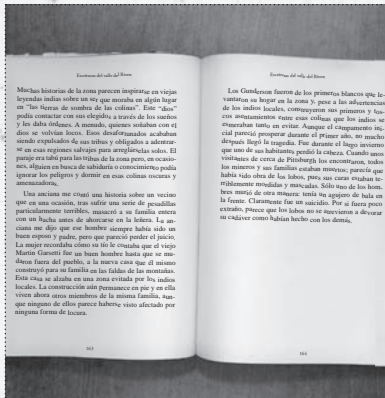 Escrituras del valle del Bicorn
Muchas historias de la zona parecen inspirarse en viejas
leyendas indias sobre un ser que moraba en algún lugar
en "las tierras de sombra de las colinas". Este "dios"
podía contactar con sus elegidos a través de los sueños
y les daba órdenes. A menudo, quienes soñaban con el
dios se volvían locos. Esos desafortunados acababan
siendo expulsados de sus tribus y obligados a adentrar-
se en esas regiones salvajes para arreglárselas solos. El
paraje era tabú para las tribus de la zona pero, en ocasio-
nes, alguien en busca de sabiduría o conocimiento podía
ignorar los peligros y dormir en esas colinas oscuras y
amenazadoras.
Una anciana me contó una historia sobre un vecino
que en una ocasión, tras sufrir una serie de pesadillas
particularmente terribles, masacró a su familia entera
con un hacha antes de ahorcarse en la leñera. La an-
ciana me dijo que ese hombre siempre había sido un
buen esposo y padre, pero que pareció perder el juicio.
La mujer recordaba cómo su tío le contaba que el viejo
Martin Garsett fue un buen hombre hasta que se mu-
daron fuera del pueblo, a la nueva casa que él mismo
construyó para su familia en las faldas de las montañas.
Esta casa se alzaba en una zona evitada por los indios
locales. La construcción aún permanece en pie y en ella
viven ahora otros miembros de la misma familia, aun-
que ninguno de ellos parece haberse visto afectado por
ninguna forma de locura.
163
Los Gunderson fueron de los primeros blancos que le-
vantaron su hogar en la zona y, pese a las advertencias
de los indios locales, construyeron sus primeros y tos-
cos asentamientos entre esas colinas que los indios se
esmeraban tanto en evitar. Aunque el campamento ini-
cial pareció prosperar durante el primer año, no mucho
después llegó la tragedia. Fue durante el largo invierno
que uno de sus habitantes perdió la cabeza. Cuando unos
visitantes de cerca de Pittsburgh los encontraron, todos
los mineros y sus familias estaban muertos; parecía que
había sido obra de los lobos, pues sus caras estaban te-
rriblemente mordidas y mascadas. Sólo uno de los hom-
bres murió de otra manera: tenía un agujero de bala en
la frente. Claramente fue un suicidio. Por si fuera poco
extraño, parece que los lobos no se atrevieron a devorar
su cadáver como habían hecho con los demás.
164